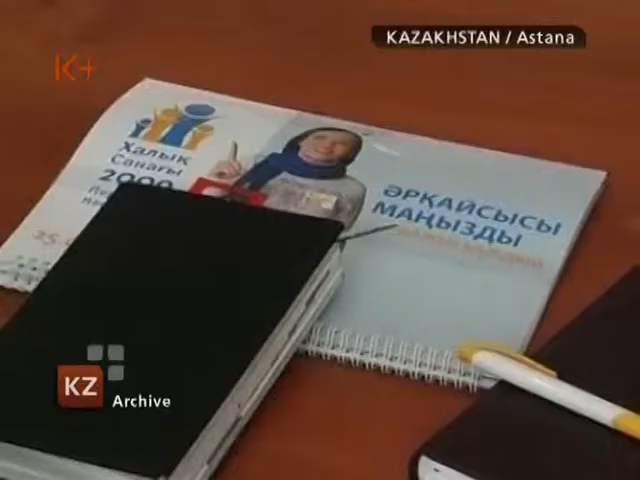 KAZAKHSTAN / Astana
K+
Халық
Санағы
2009
ӘРҚАЙСЫСЫ
МАҢЫЗДЫ
KZ
Archive